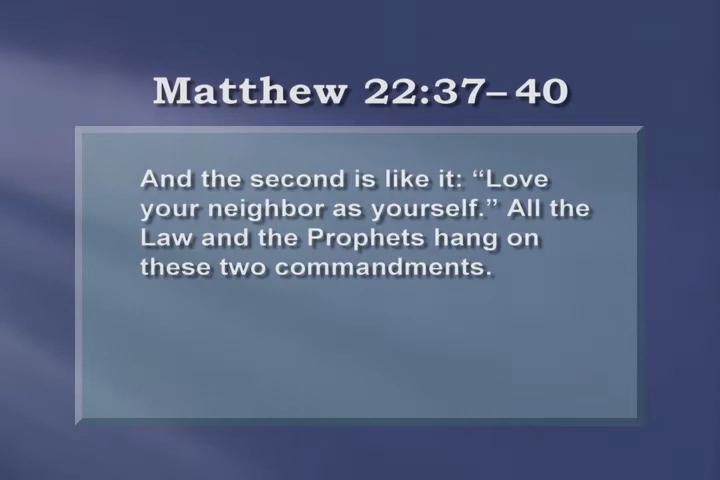 Matthew 22:37–40
And the second is like it: “Love
your neighbor as yourself.” All the
Law and the Prophets hang on
these two commandments.